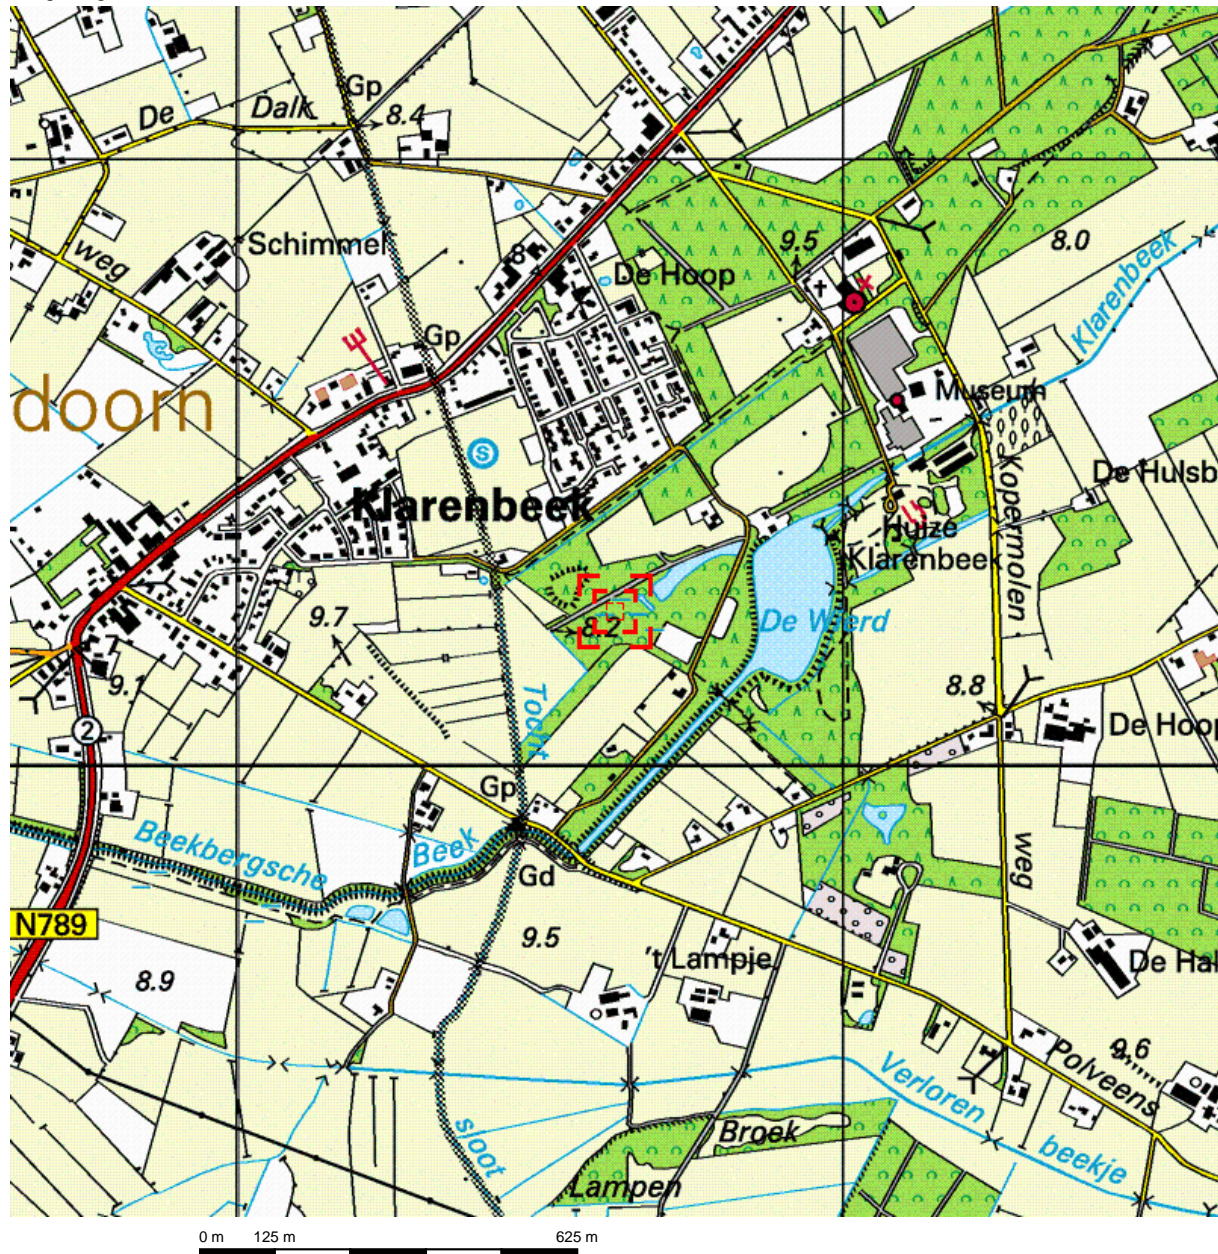 Gp
De Dalk 8.4
weg
Schimmel
8.0
9.5
De Hoop
8
Klarenbeek
Gp
doorn
Museum
S
De Hulsb
Klarenbeek
Kopermolen
Huize
Klarenbeek
9.7
8.2
De Wierd
7
9.1
8.8
2
Tocht
De Hoop
Gp
Beekbergsche
Beek
weg
Gd
N789
9.5
't Lampje
8.9
De Hal
9.6
Polveens
Verloren
beekje
sloot
Broek
Lampen
0 m 125 m 625 m